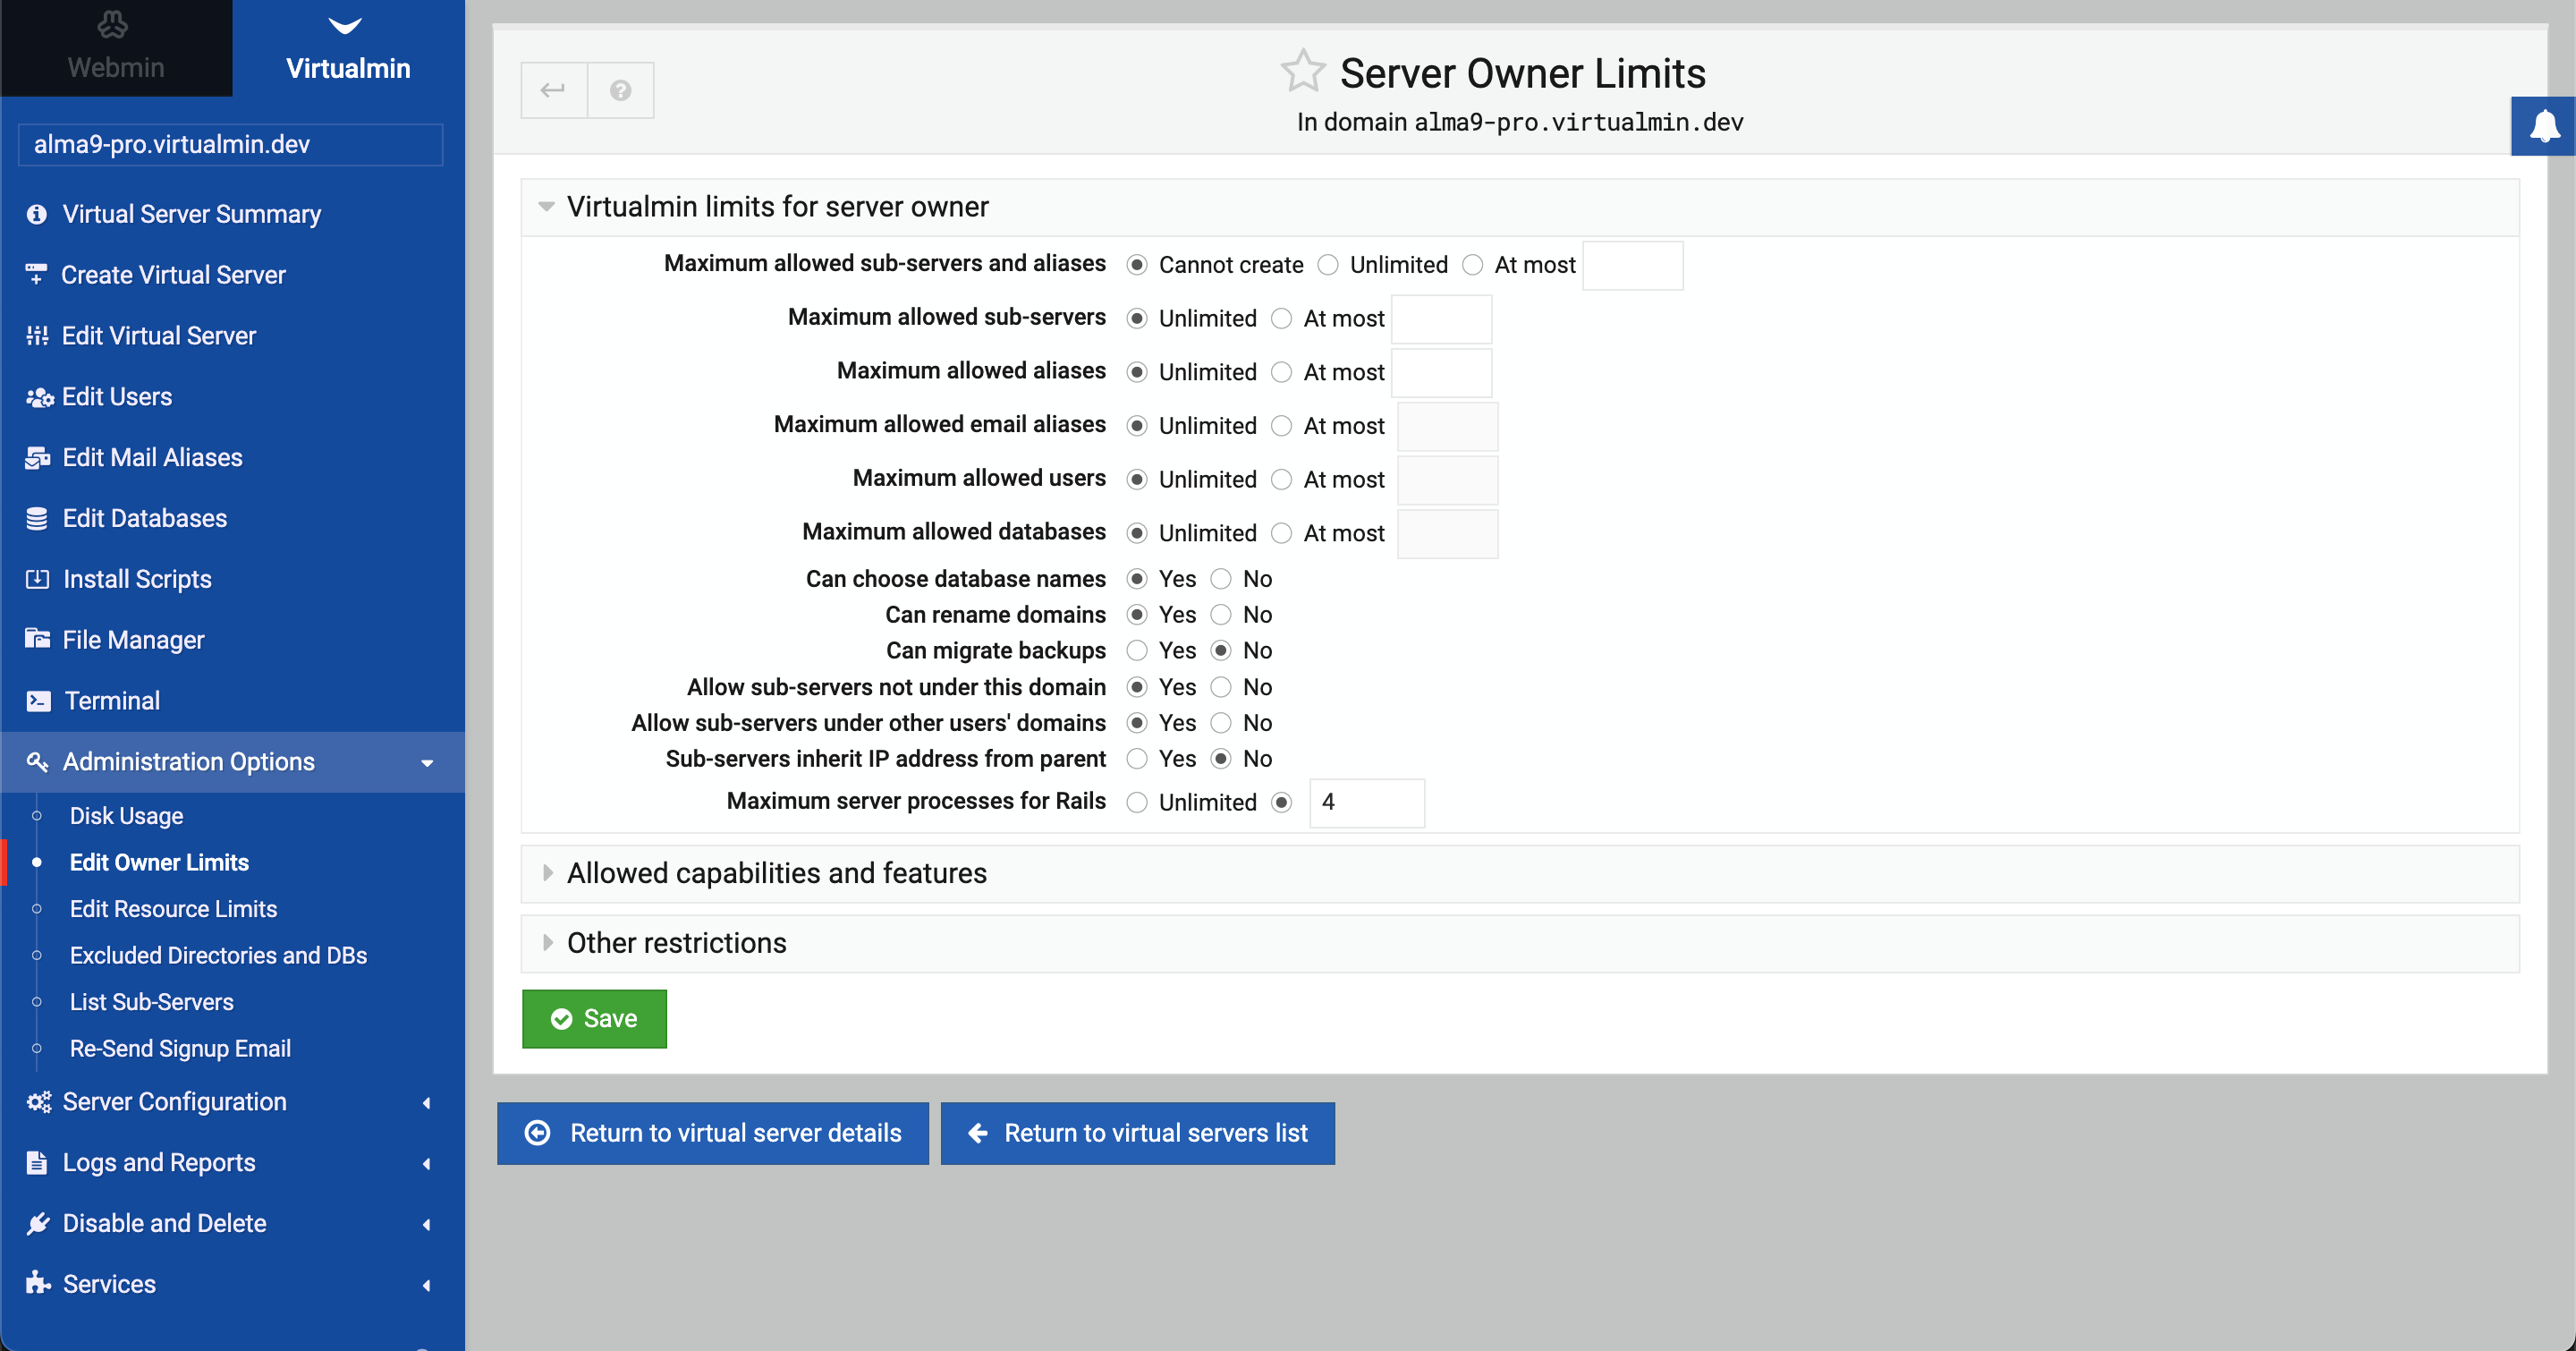 Webmin
Virtualmin
alma9-pro.virtualmin.dev
Virtual Server Summary
Create Virtual Server
Edit Virtual Server
Edit Users
Edit Mail Aliases
Edit Databases
Install Scripts
File Manager
Terminal
Administration Options
Disk Usage
Edit Owner Limits
Edit Resource Limits
Excluded Directories and DBs
List Sub-Servers
Re-Send Signup Email
Server Configuration
Logs and Reports
Disable and Delete
Services
Server Owner Limits
In domain alma9-pro.virtualmin.dev
Virtualmin limits for server owner
Maximum allowed sub-servers and aliases Cannot create Unlimited At most
Maximum allowed sub-servers Unlimited At most
Maximum allowed aliases Unlimited At most
Maximum allowed email aliases Unlimited At most
Maximum allowed users Unlimited At most
Maximum allowed databases Unlimited At most
Can choose database names Yes No
Can rename domains Yes No
Can migrate backups Yes No
Allow sub-servers not under this domain Yes No
Allow sub-servers under other users' domains Yes No
Sub-servers inherit IP address from parent Yes No
Maximum server processes for Rails Unlimited 4
Allowed capabilities and features
Other restrictions
Save
Return to virtual server details
Return to virtual servers list